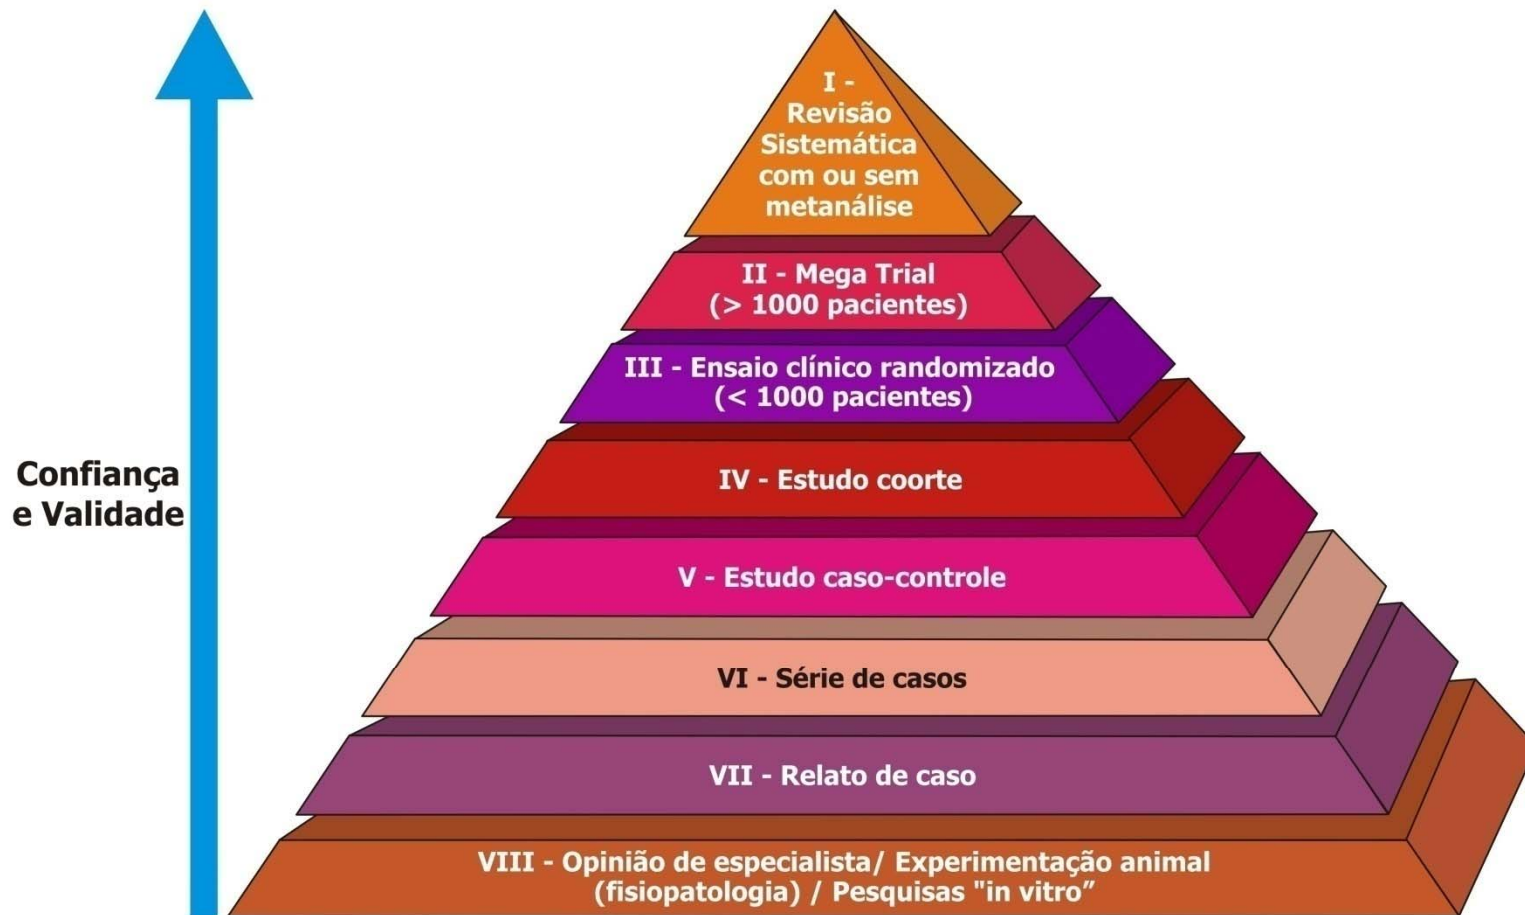 I -
Revisão
Sistemática
com ou sem
metanálise
II - Mega Trial
(> 1000 pacientes)
III - Ensaio clínico randomizado
(< 1000 pacientes)
IV - Estudo coorte
Confiança
e Validade
V - Estudo caso-controle
VI - Série de casos
VII - Relato de caso
VIII - Opinião de especialista/ Experimentação animal
(fisiopatologia) / Pesquisas "in vitro”